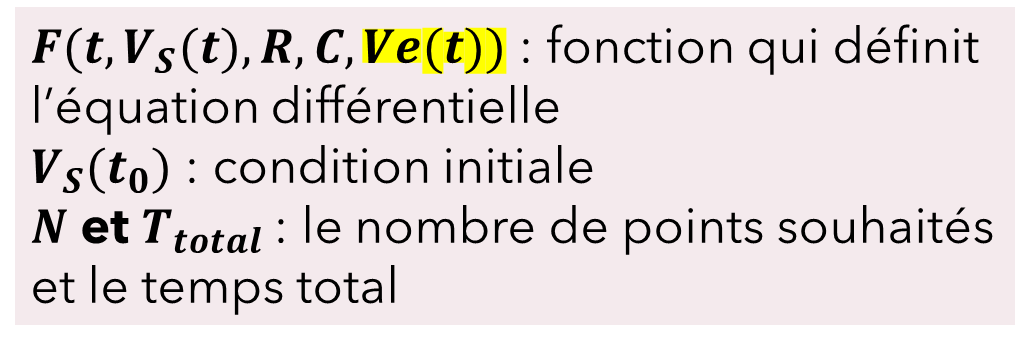 F(t, V_S(t), R, C, Ve(t)) : fonction qui définit
l’équation différentielle
V_S(t_0) : condition initiale
N et T_total : le nombre de points souhaités
et le temps total